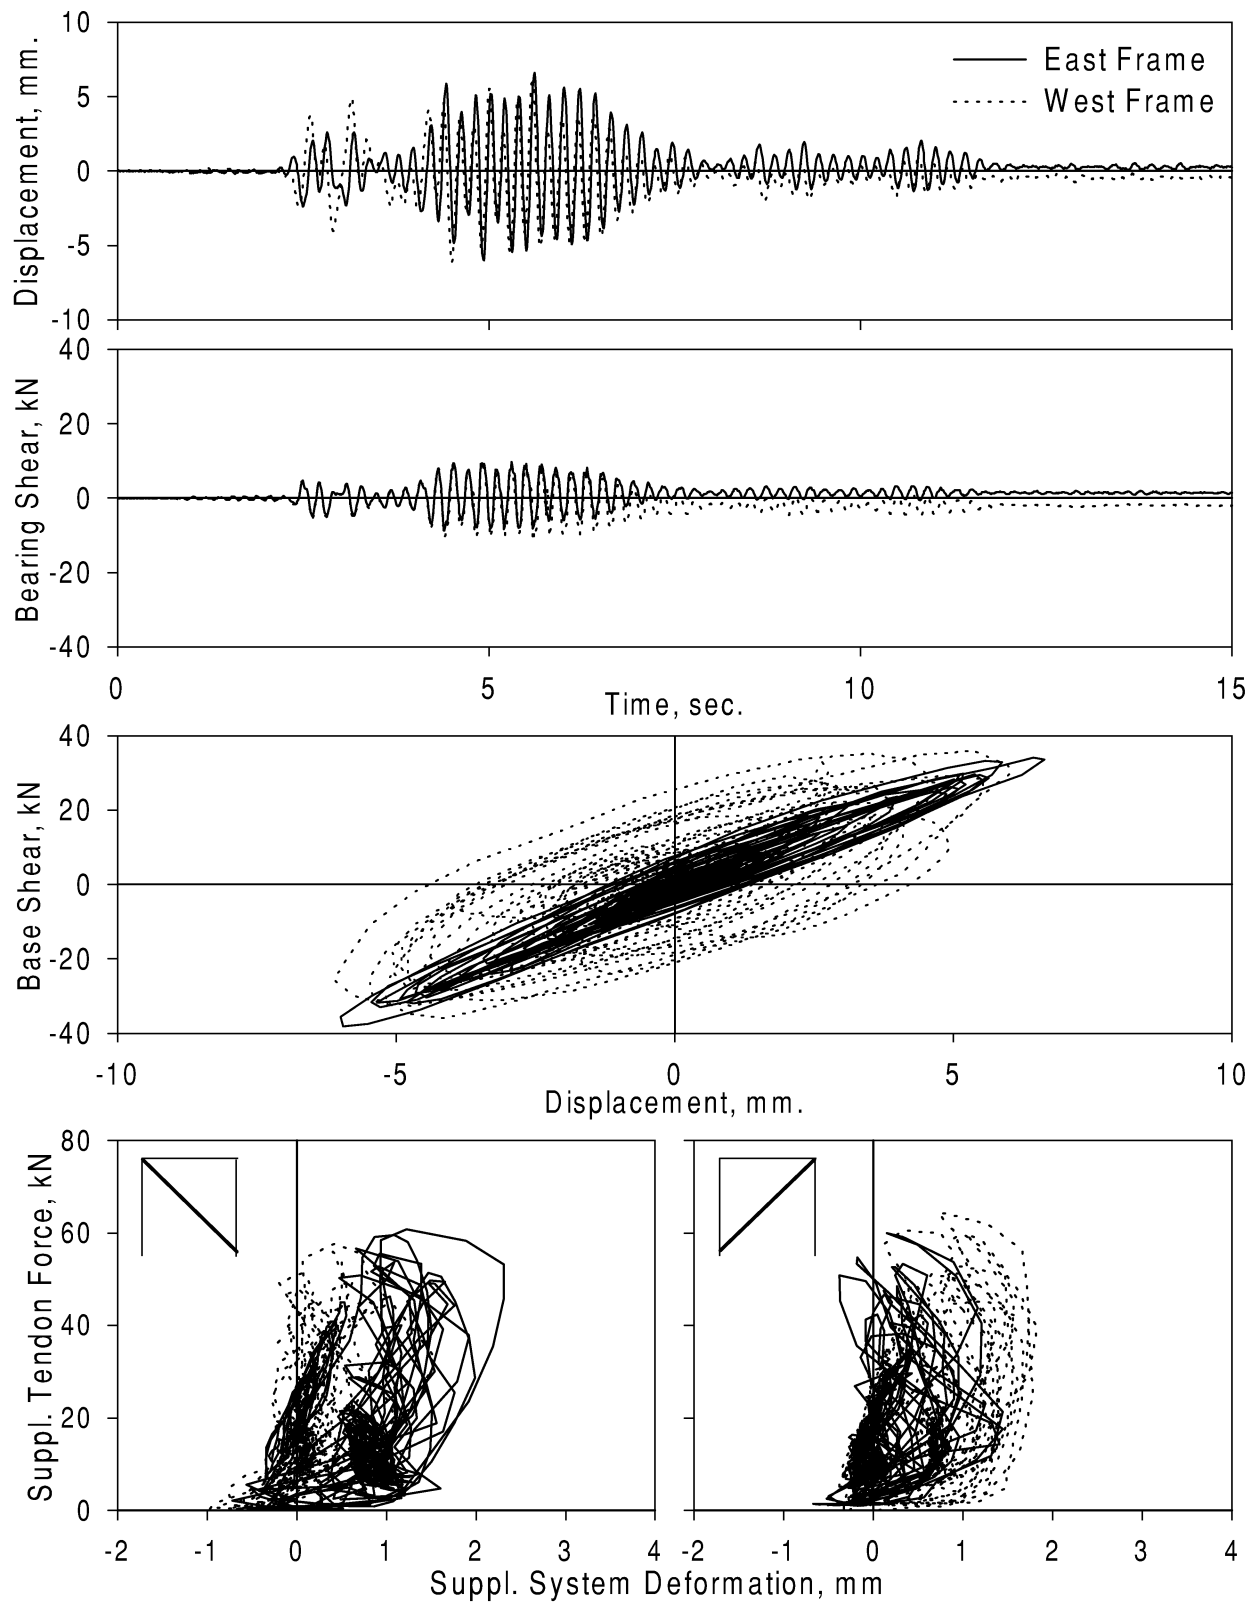 10
5
0
-5
-10
Displacement, mm.
East Frame
West Frame
40
20
0
-20
-40
Bearing Shear, kN
0 5 10 15
Time, sec.
40
20
0
-20
-40
Base Shear, kN
-10 -5 0 5 10
Displacement, mm.
80
60
40
20
0
Suppl. Tendon Force, kN
-2 -1 0 1 2 3 4 -2 -1 0 1 2 3 4
Suppl. System Deformation, mm